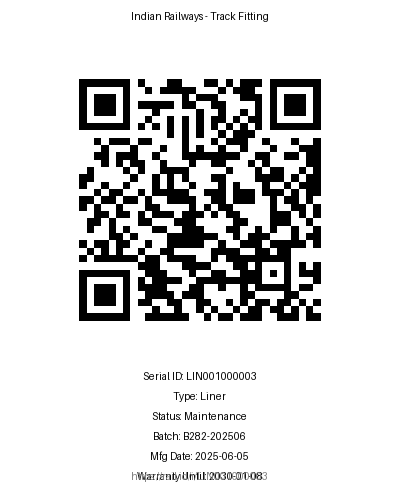 Indian Railways - Track Fitting
Serial ID: LIN001000003
Type: Liner
Status: Maintenance
Batch: B282-202506
Mfg Date: 2025-06-05
Warranty Until: 2030-01-08